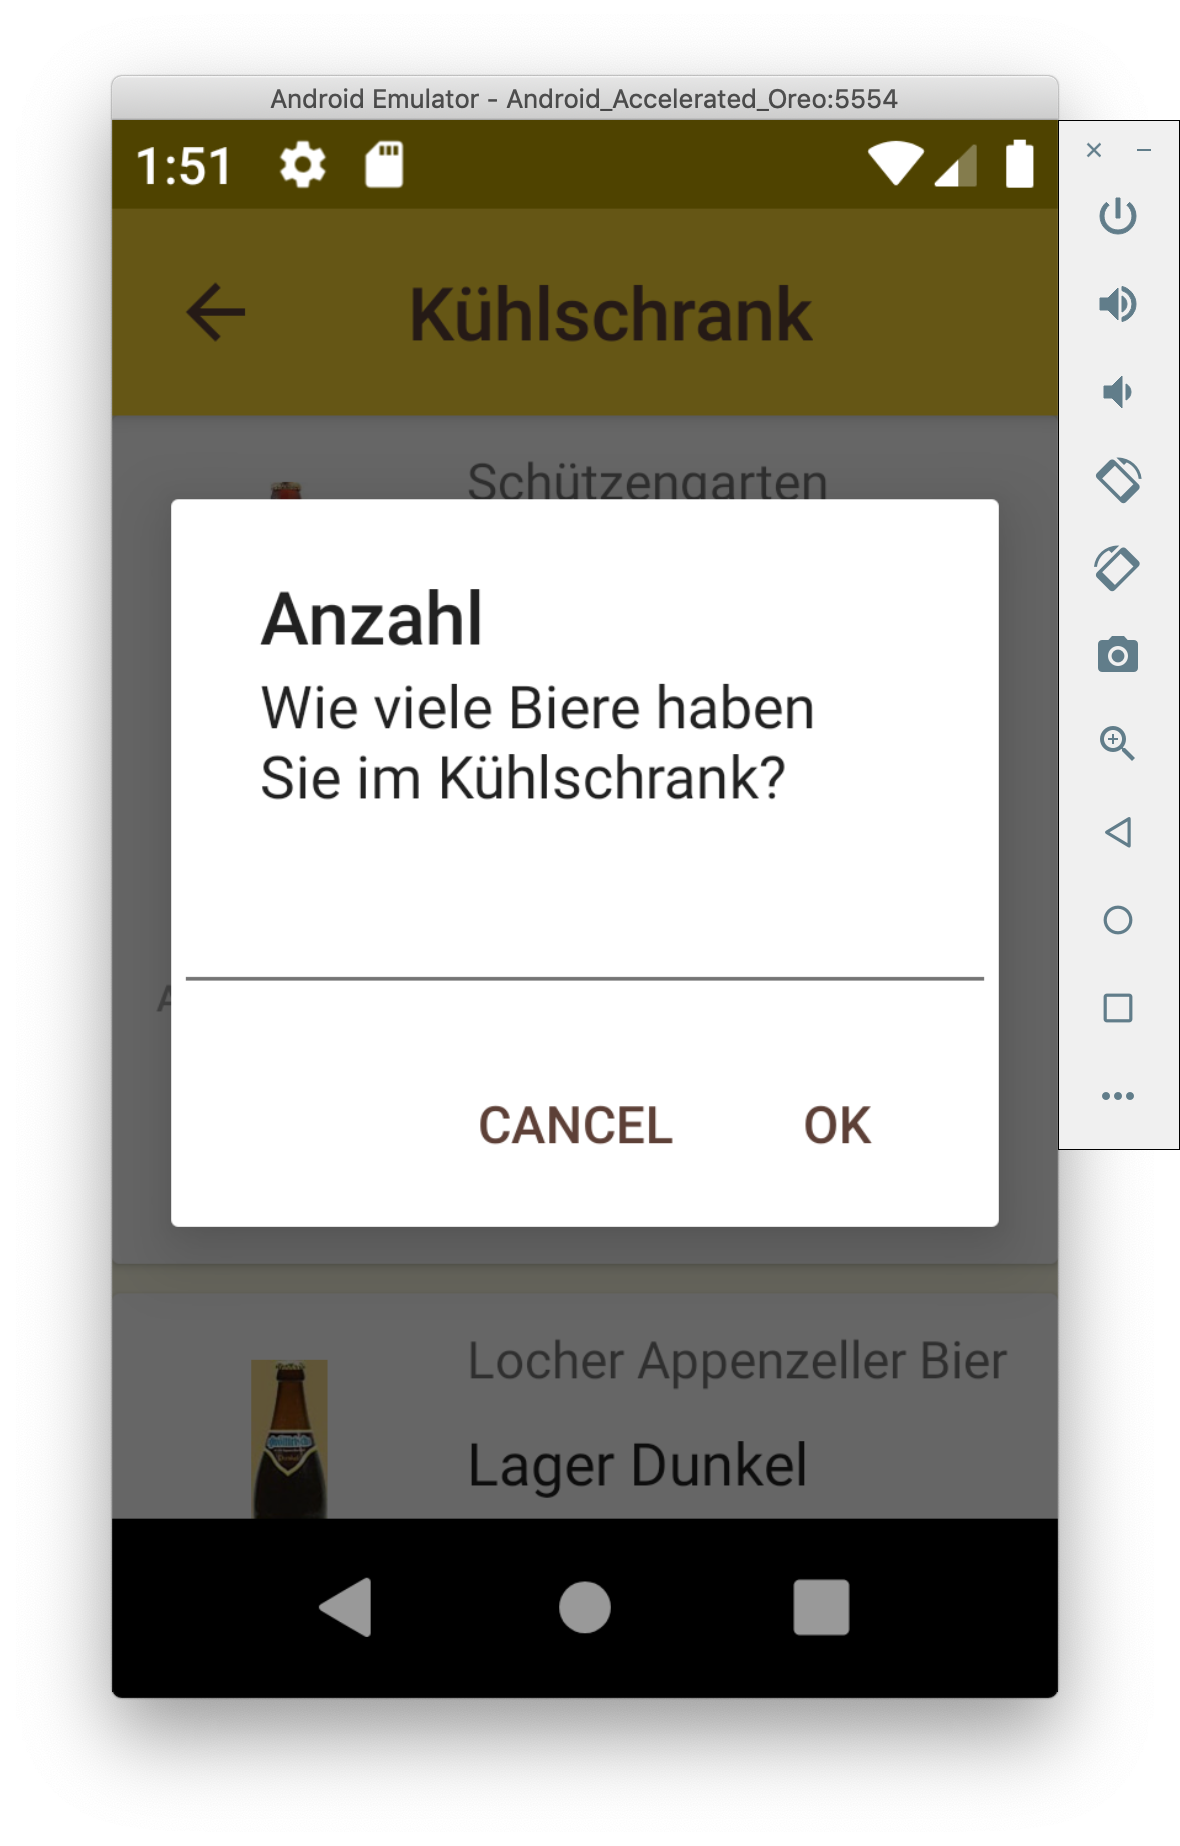 Android Emulator - Android_Accelerated_Oreo:5554
1:51
Kühlschrank
Schützengarten
Anzahl
Wie viele Biere haben
Sie im Kühlschrank?
CANCEL OK
Locher Appenzeller Bier
Lager Dunkel